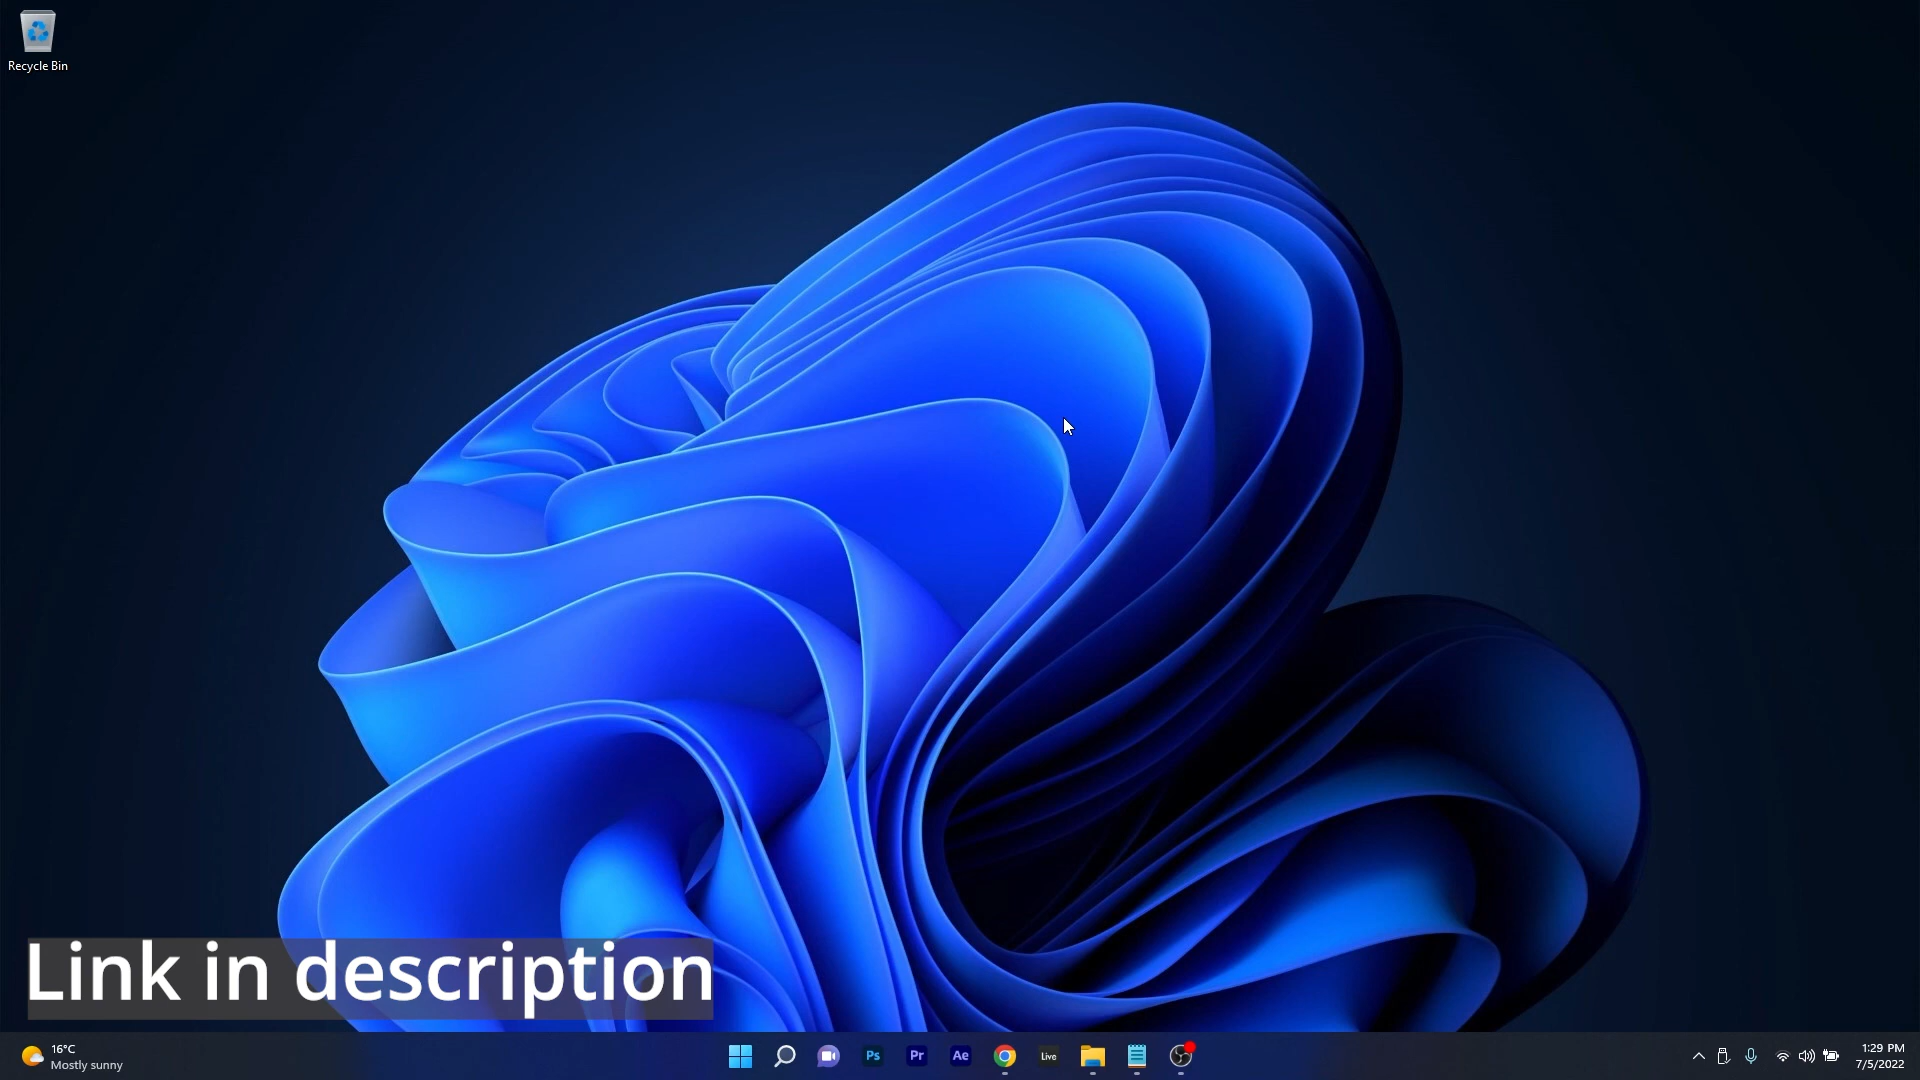 Recycle Bin
Link in description
16°C
Mostly sunny
Ps
Pr
Ae
Live
1:29 PM
7/5/2022